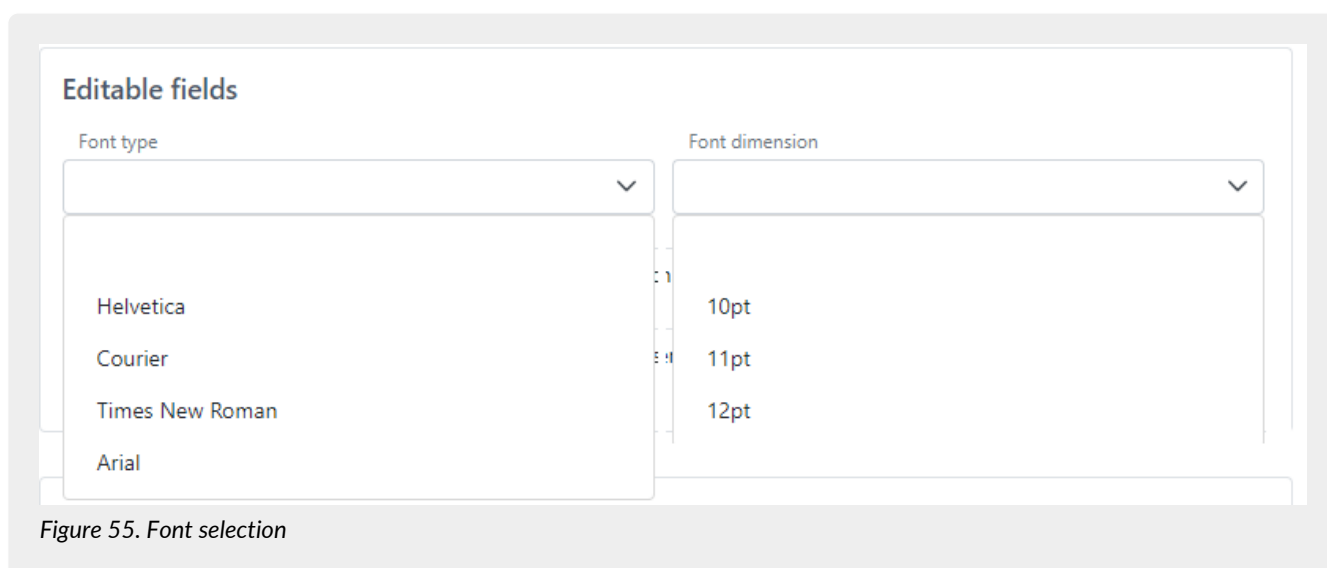 Editable fields
Font type
Font dimension
Helvetica
Courier
Times New Roman
Arial
10pt
11pt
12pt
Figure 55. Font selection